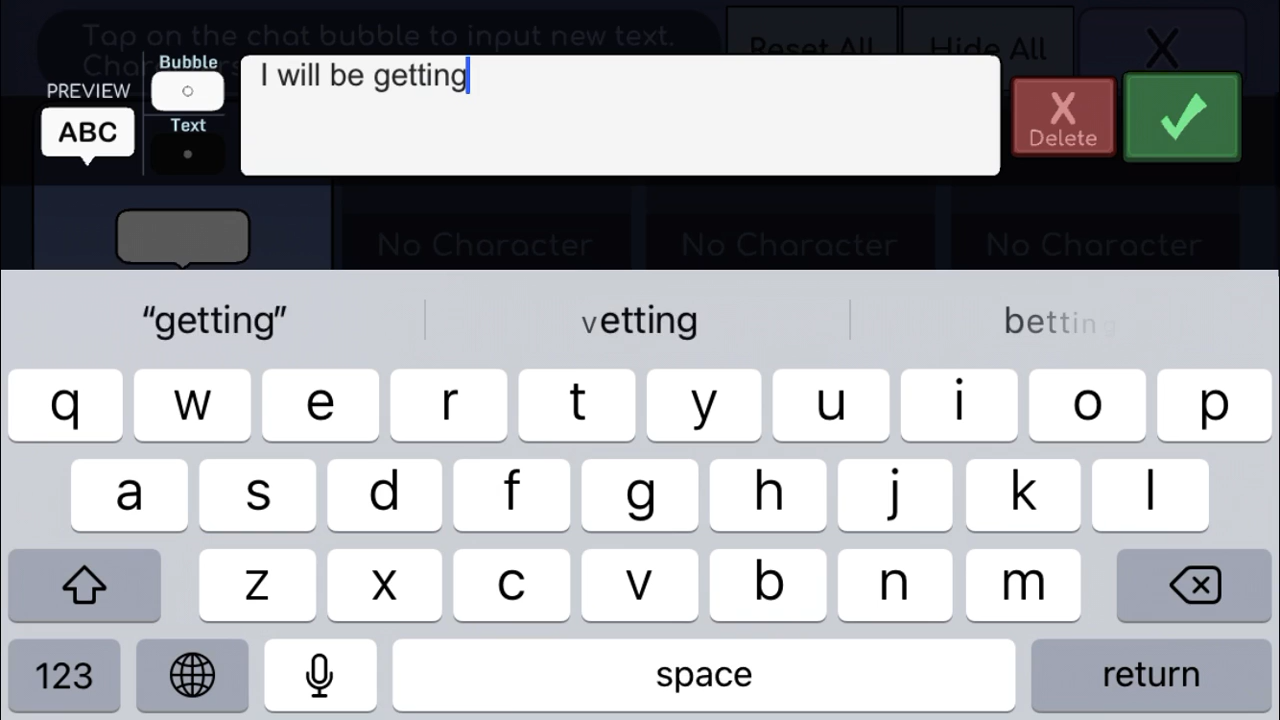 Tap on the chat bubble to input new text.
Reset All
Hide All
X
Bubble
PREVIEW
ABC
Text
I will be getting
X
Delete
No Character
No Character
No Character
“getting”
vetting
betting
q w e r t y u i o p
a s d f g h j k l
z x c v b n m
123
space
return